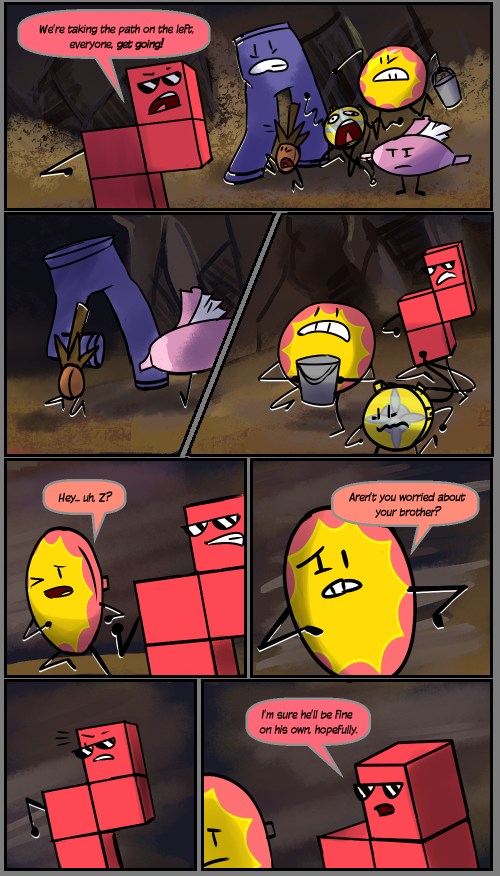 We're taking the path on the left,
everyone, get going!
Hey... uh, Z?
Aren't you worried about
your brother?
I'm sure he'll be fine
on his own, hopefully.